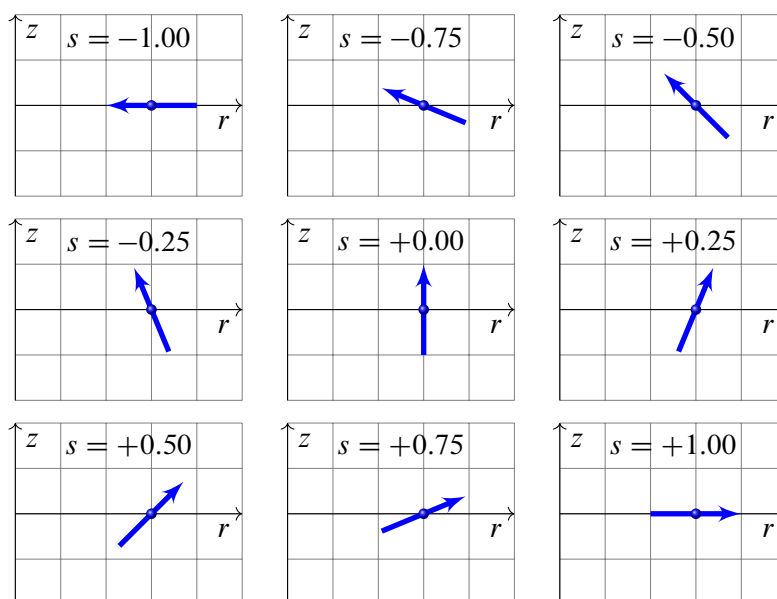 z
s = −1.00
r
z
s = −0.75
r
z
s = −0.50
r
z
s = −0.25
r
z
s = +0.00
r
z
s = +0.25
r
z
s = +0.50
r
z
s = +0.75
r
z
s = +1.00
r